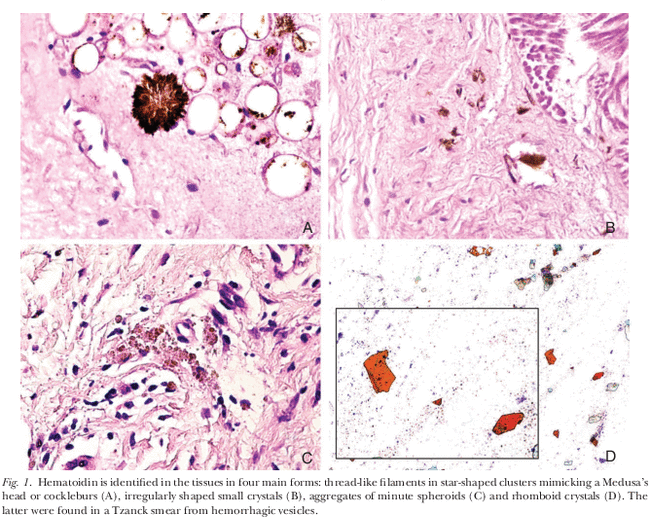 A
B
C
D
Fig. 1. Hematoidin is identified in the tissues in four main forms: thread-like filaments in star-shaped clusters mimicking a Medusa's
head or cockleburs (A), irregularly shaped small crystals (B), aggregates of minute spheroids (C) and rhomboid crystals (D). The
latter were found in a Tzanck smear from hemorrhagic vesicles.